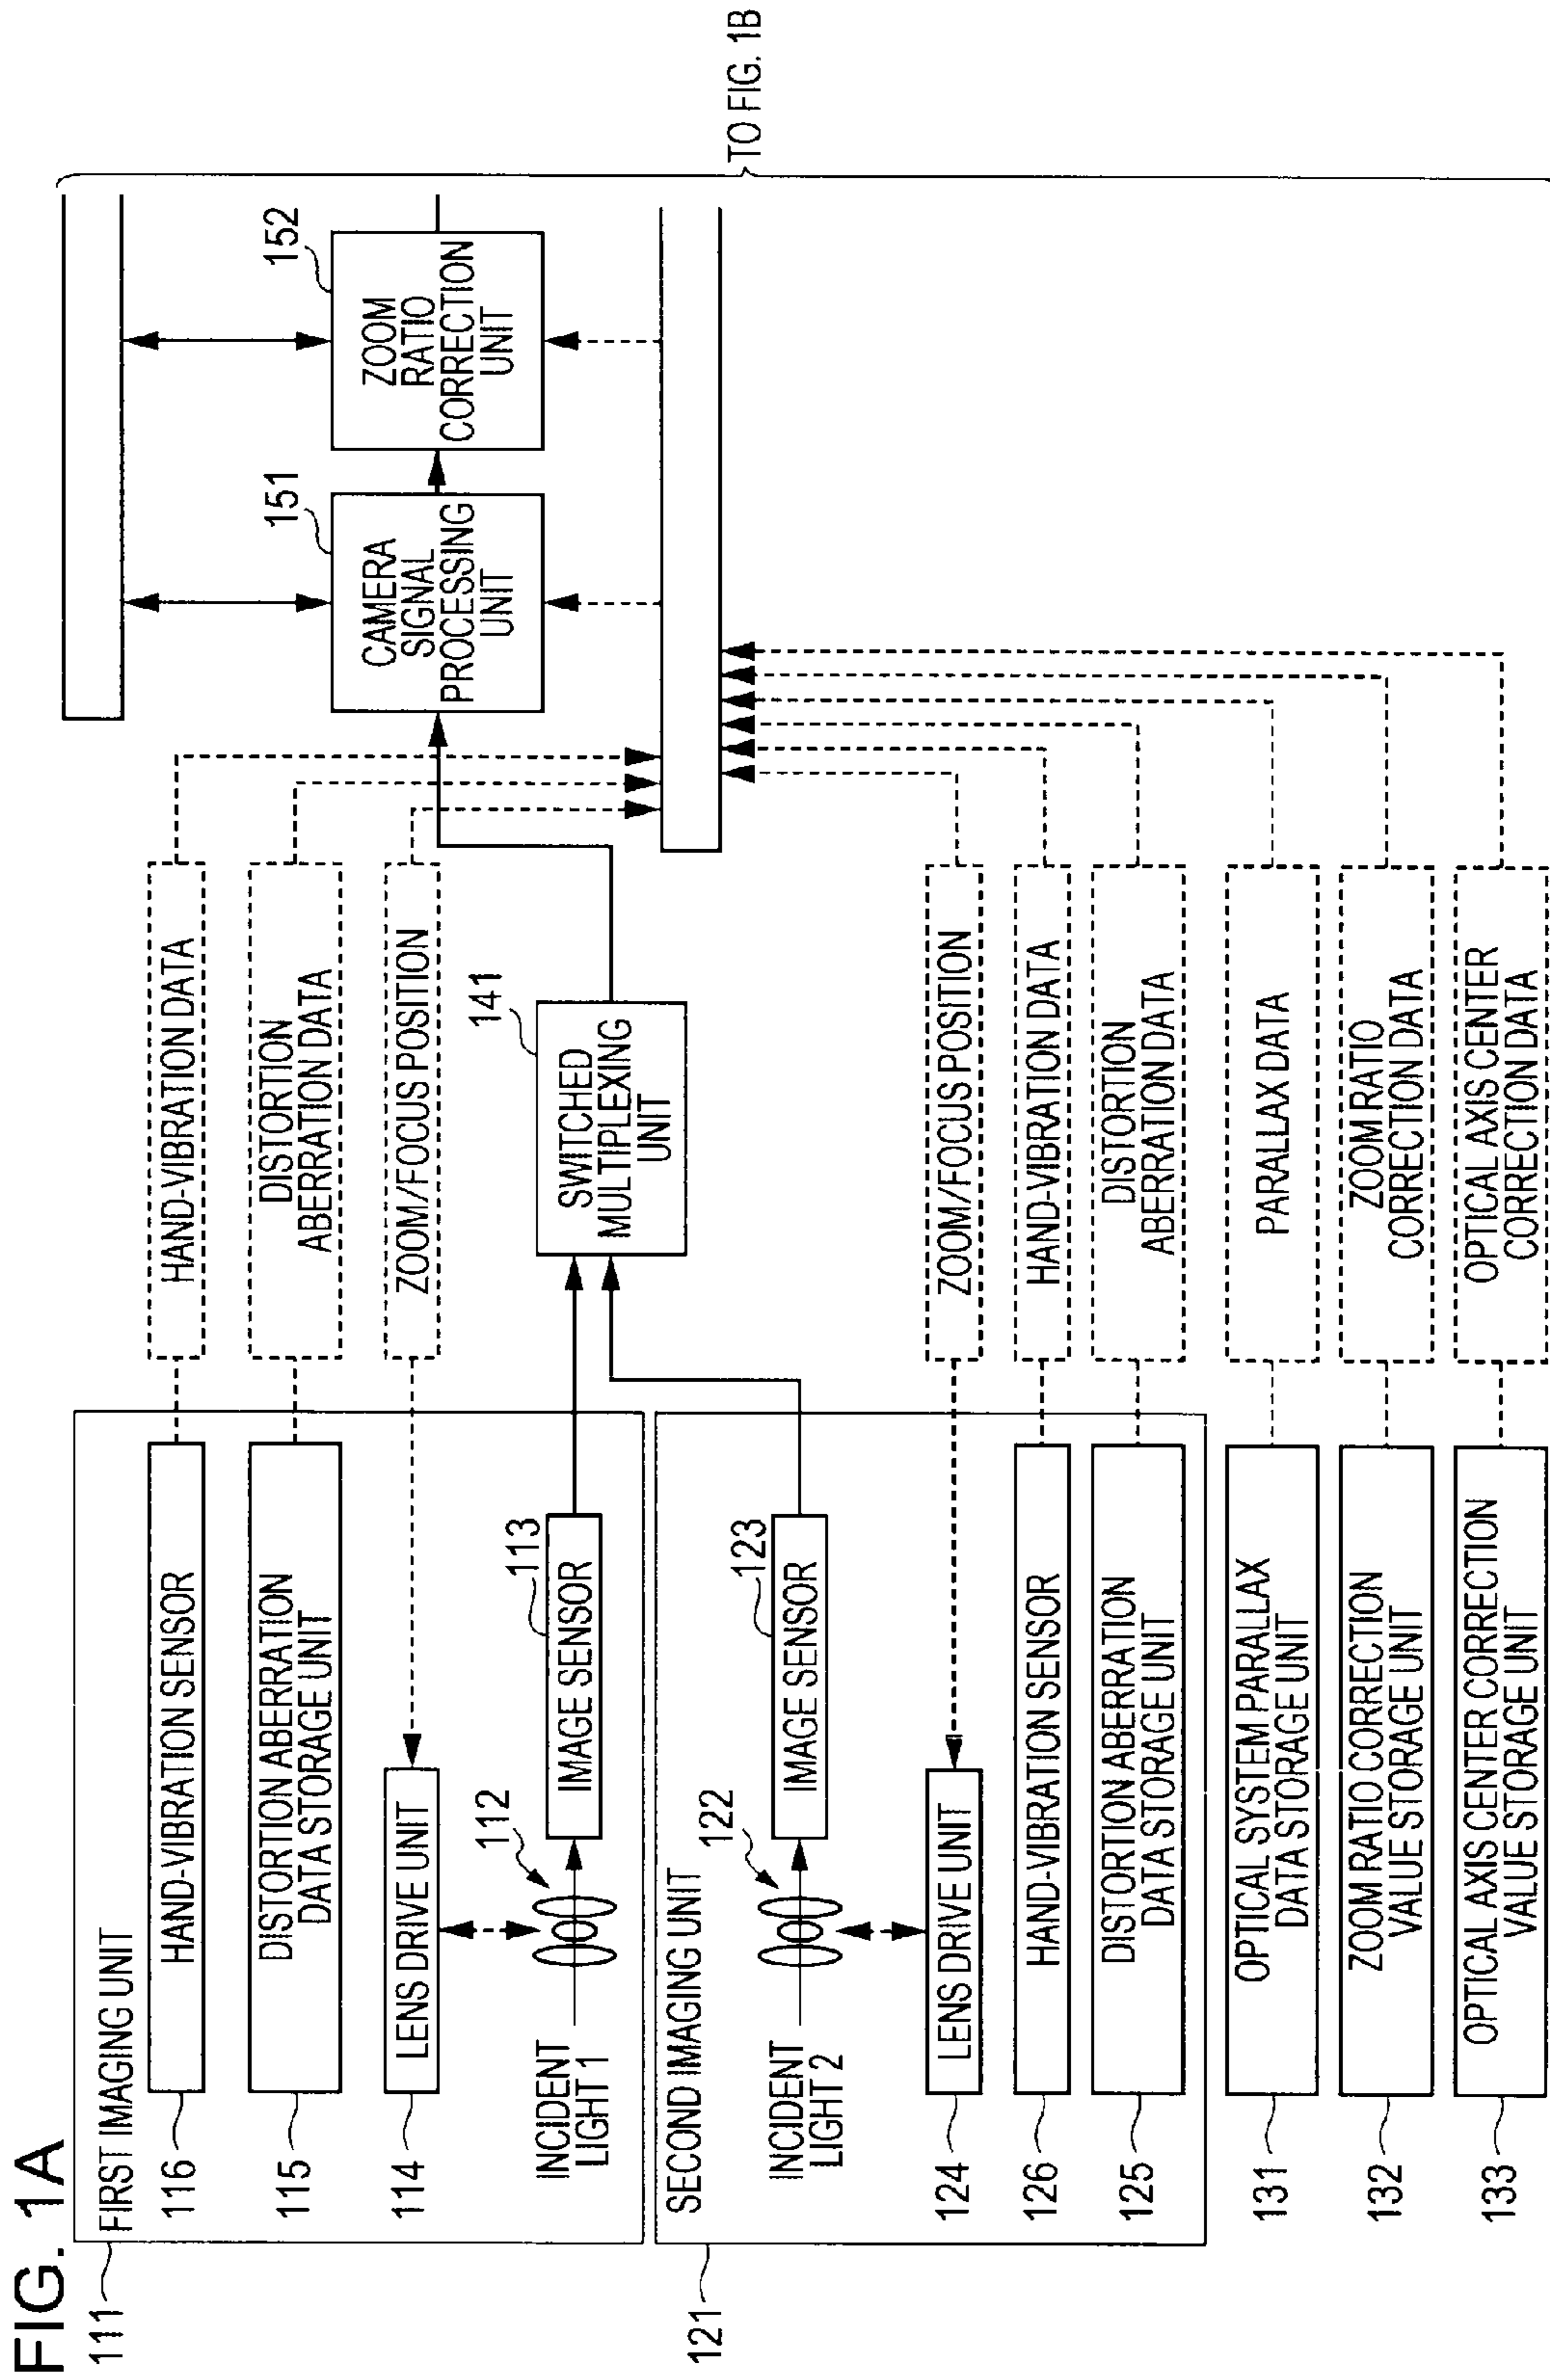 FIG. 1A
111
FIRST IMAGING UNIT
116
HAND-VIBRATION SENSOR
HAND-VIBRATION DATA
115
DISTORTION ABERRATION
DATA STORAGE UNIT
DISTORTION
ABERRATION DATA
114
LENS DRIVE UNIT
ZOOM/FOCUS POSITION
112
113
INCIDENT
LIGHT 1
IMAGE SENSOR
141
SWITCHED
MULTIPLEXING
UNIT
151
CAMERA
SIGNAL
PROCESSING
UNIT
152
ZOOM
RATIO
CORRECTION
UNIT
TO FIG. 1B
121
SECOND IMAGING UNIT
122
123
INCIDENT
LIGHT 2
IMAGE SENSOR
124
LENS DRIVE UNIT
ZOOM/FOCUS POSITION
126
HAND-VIBRATION SENSOR
HAND-VIBRATION DATA
125
DISTORTION ABERRATION
DATA STORAGE UNIT
DISTORTION
ABERRATION DATA
131
OPTICAL SYSTEM PARALLAX
DATA STORAGE UNIT
PARALLAX DATA
132
ZOOM RATIO CORRECTION
VALUE STORAGE UNIT
ZOOM RATIO
CORRECTION DATA
133
OPTICAL AXIS CENTER CORRECTION
VALUE STORAGE UNIT
OPTICAL AXIS CENTER
CORRECTION DATA